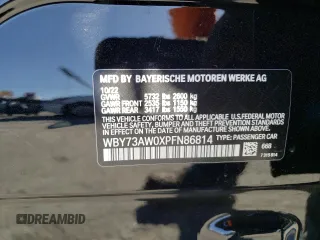 MFD BY BAYERISCHE MOTOREN WERKE AG
10/22
GVWR 5732 lbs 2600 kg
GAWR FRONT 2535 lbs 1150 kg
GAWR REAR 3417 lbs 1550 kg
THIS VEHICLE CONFORMS TO ALL APPLICABLE
U.S. FEDERAL MOTOR VEHICLE
SAFETY, BUMPER, AND THEFT PREVENTION STANDARDS
IN EFFECT ON THE DATE OF MANUFACTURE SHOWN ABOVE.
WBY73AW0XPFN86814 TYPE: PASSENGER CAR
668
DREAMBID